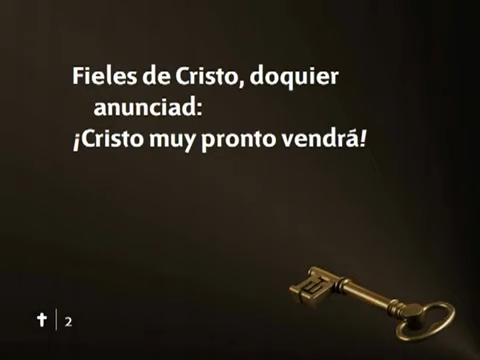 Fieles de Cristo, doquier
anunciad:
¡Cristo muy pronto vendrá!
2